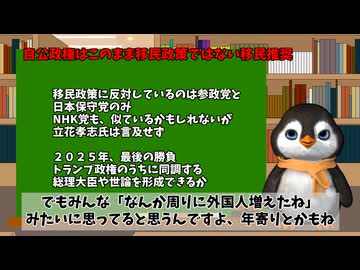 自公政権はこのまま移民政策ではない移民推奨
移民政策に反対しているのは参政党と
日本保守党のみ
NHK党も、似ているかもしれないが
立花孝志氏は言及せず
２０２５年、最後の勝負
トランプ政権のうちに同調する
総理大臣や世論を形成できるか
でもみんな「なんか周りに外国人増えたね」
みたいに思ってると思うんですよ、年寄りとかもね